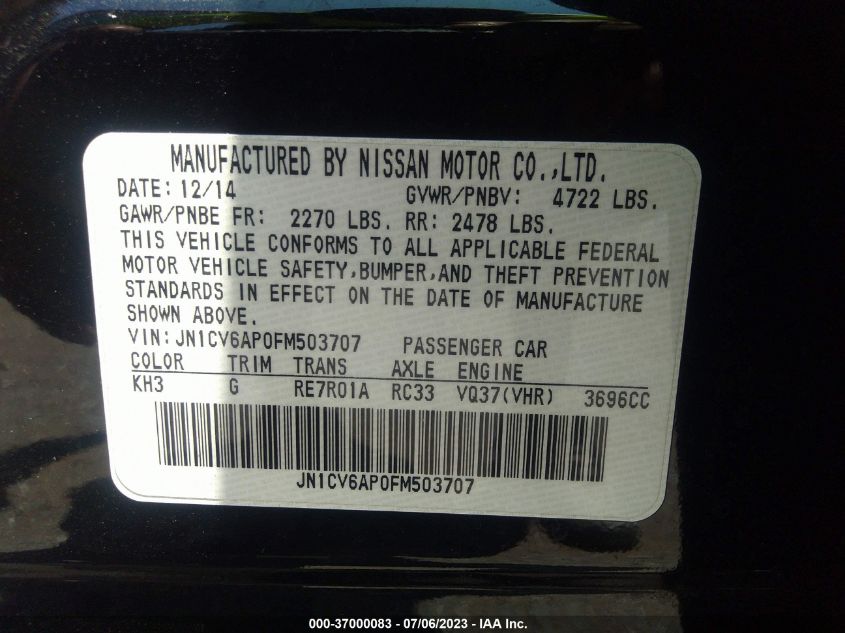 MANUFACTURED BY NISSAN MOTOR CO.,LTD.
DATE: 12/14 GVWR/PNBV: 4722 LBS.
GAWR/PNBE FR: 2270 LBS. RR: 2478 LBS.
THIS VEHICLE CONFORMS TO ALL APPLICABLE FEDERAL
MOTOR VEHICLE SAFETY,BUMPER,AND THEFT PREVENTION
STANDARDS IN EFFECT ON THE DATE OF MANUFACTURE
SHOWN ABOVE.
VIN:JN1CV6AP0FM503707 PASSENGER CAR
COLOR TRIM TRANS AXLE ENGINE
KH3 G RE7R01A RC33 VQ37(VHR) 3696CC
JN1CV6AP0FM503707
000-37000083 - 07/06/2023 - IAA Inc.